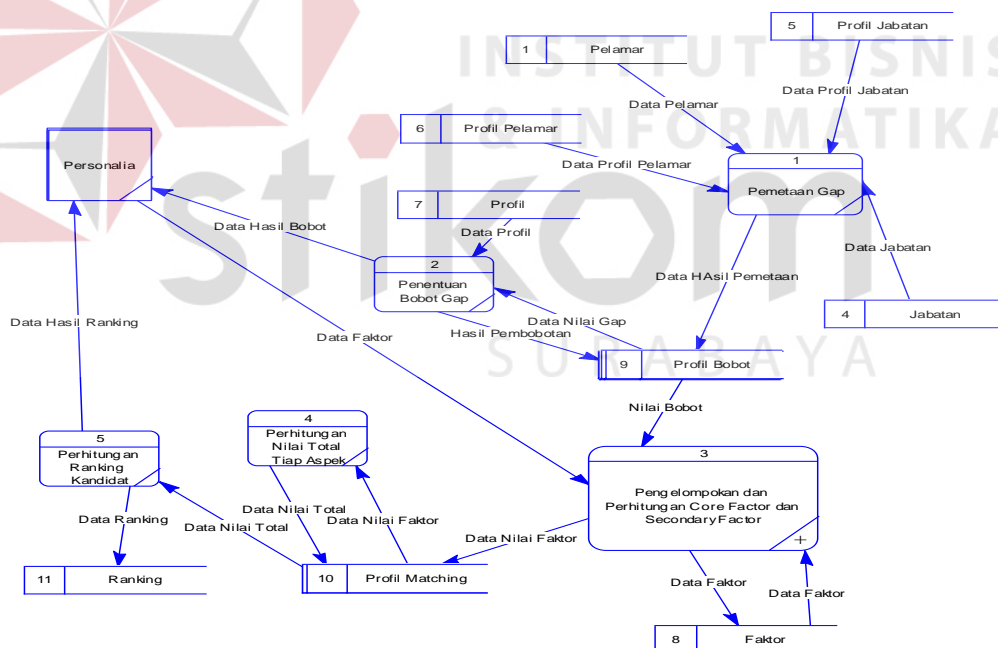 INSTITUT BISNIS
& INFORMATIKA
stikom
SURABAYA
5 Profil Jabatan
1 Pelamar
Data Profil Jabatan
Data Pelamar
6 Profil Pelamar
Data Profil Pelamar
1
Pemetaan Gap
Personalia
7 Profil
Data Profil
Data Hasil Bobot
Data Jabatan
2
Penentuan
Bobot Gap
Data HAsil Pemetaan
4 Jabatan
Data Hasil Ranking
Data Faktor
Data Nilai Gap
Hasil Pembobotan
9 Profil Bobot
Nilai Bobot
4
Perhitungan
Nilai Total
Tiap Aspek
5
Perhitungan
Ranking
Kandidat
3
Pengelompokan dan
Perhitungan Core Factor dan
Secondary Factor
+
Data Ranking
Data Nilai Total
Data Nilai Total
Data Nilai Faktor
Data Nilai Faktor
11 Ranking
10 Profil Matching
Data Faktor
Data Faktor
8 Faktor